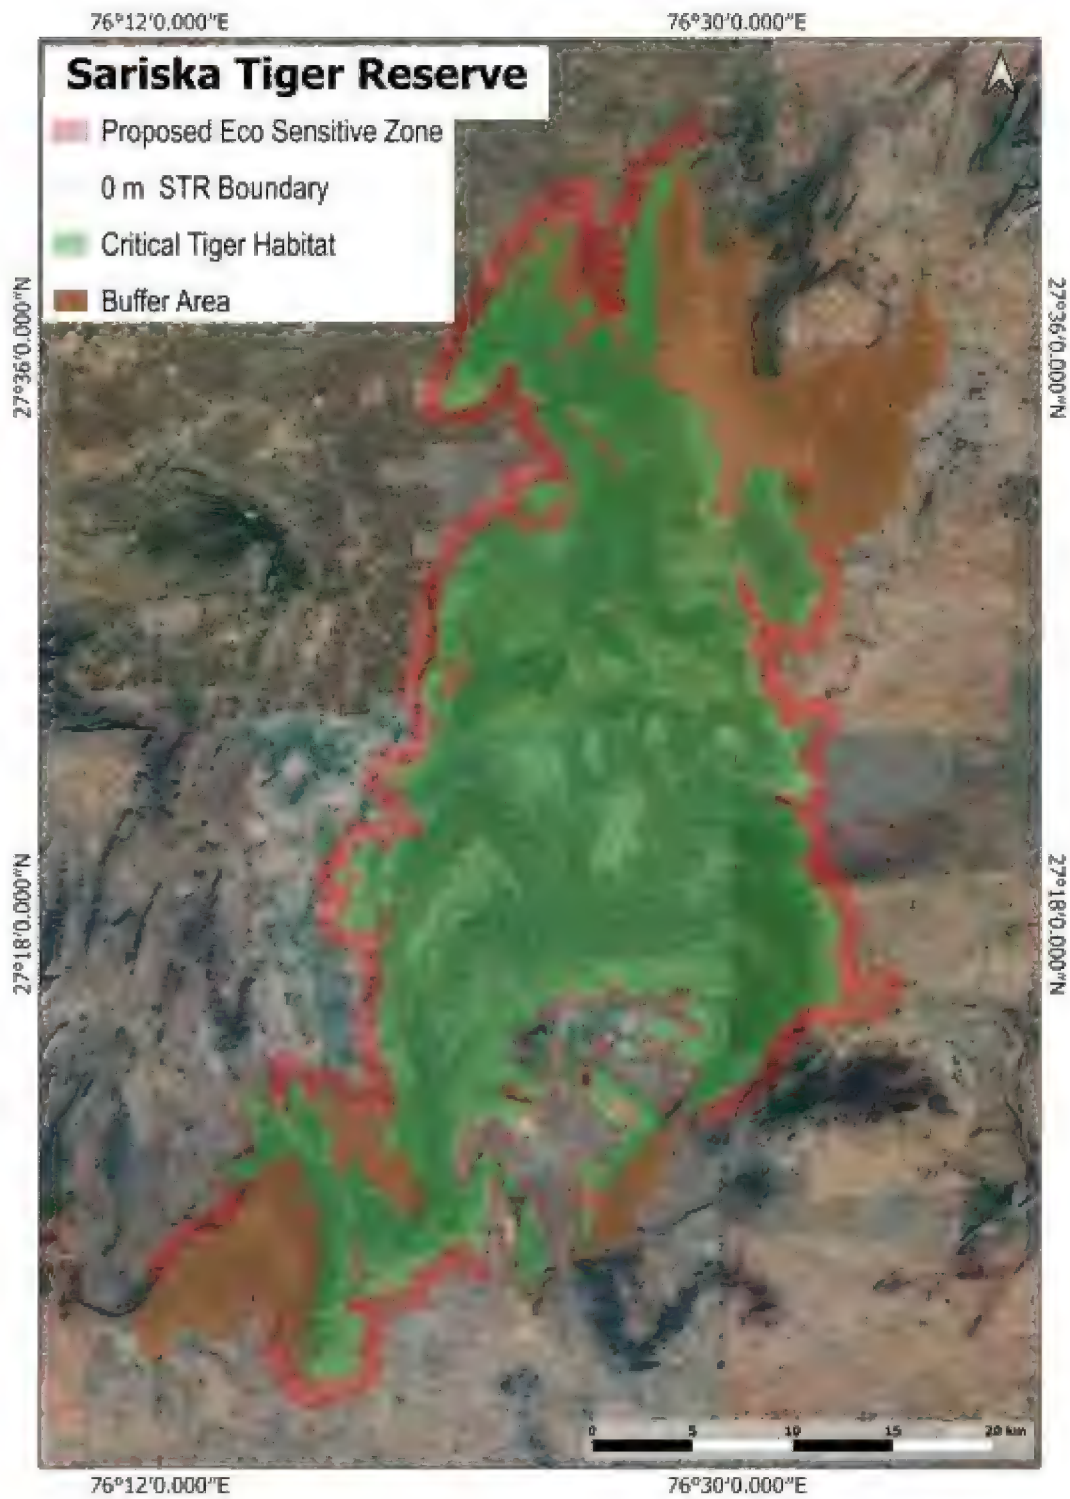 76°12'0.000"E
76°30'0.000"E
Sariska Tiger Reserve
Proposed Eco Sensitive Zone
0 m STR Boundary
Critical Tiger Habitat
Buffer Area
27°36'0.000"N
27°36'0.000"N
27°18'0.000"N
27°18'0.000"N
0 5 10 15 20 km
76°12'0.000"E
76°30'0.000"E